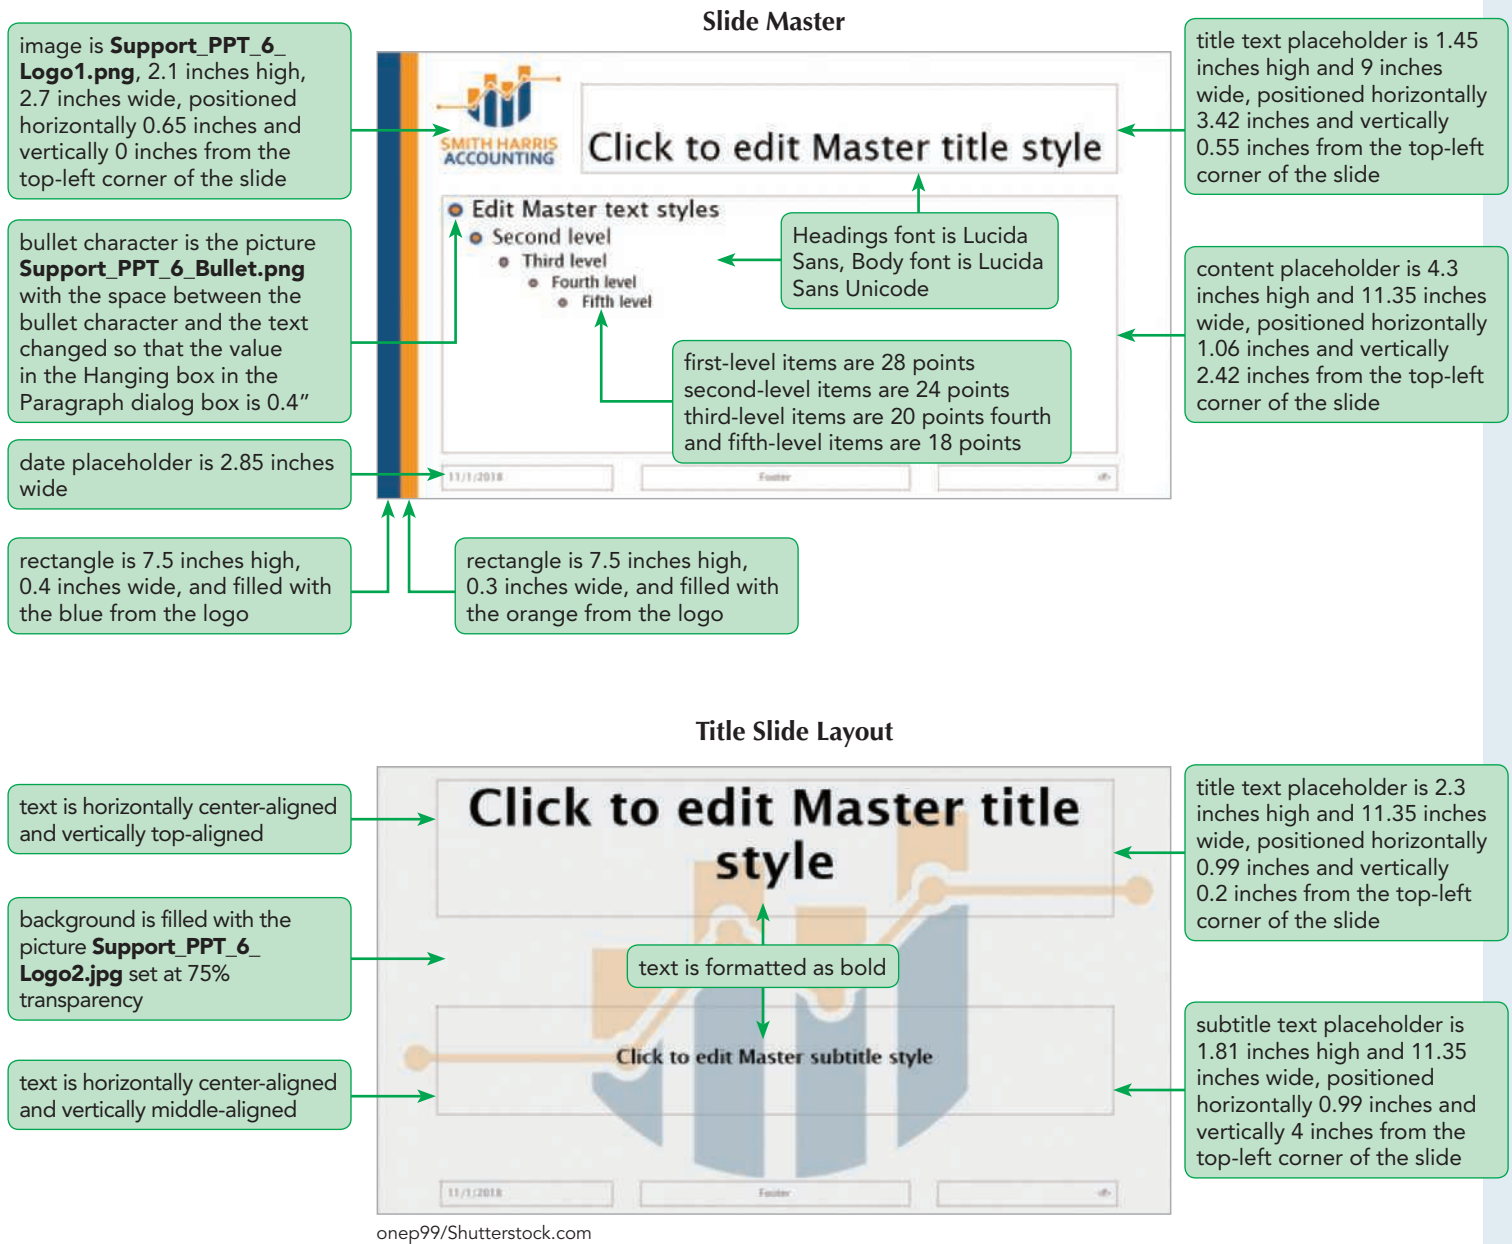 Slide Master
image is Support_PPT_6_
Logo1.png, 2.1 inches high,
2.7 inches wide, positioned
horizontally 0.65 inches and
vertically 0 inches from the
top-left corner of the slide
bullet character is the picture
Support_PPT_6_Bullet.png
with the space between the
bullet character and the text
changed so that the value
in the Hanging box in the
Paragraph dialog box is 0.4”
date placeholder is 2.85 inches
wide
rectangle is 7.5 inches high,
0.4 inches wide, and filled with
the blue from the logo
rectangle is 7.5 inches high,
0.3 inches wide, and filled with
the orange from the logo
SMITH HARRIS
ACCOUNTING
Click to edit Master title style
Edit Master text styles
Second level
Third level
Fourth level
Fifth level
Headings font is Lucida
Sans, Body font is Lucida
Sans Unicode
first-level items are 28 points
second-level items are 24 points
third-level items are 20 points fourth
and fifth-level items are 18 points
11/1/2018
Footer
‹#›
title text placeholder is 1.45
inches high and 9 inches
wide, positioned horizontally
3.42 inches and vertically
0.55 inches from the top-left
corner of the slide
content placeholder is 4.3
inches high and 11.35 inches
wide, positioned horizontally
1.06 inches and vertically
2.42 inches from the top-left
corner of the slide
Title Slide Layout
text is horizontally center-aligned
and vertically top-aligned
background is filled with the
picture Support_PPT_6_
Logo2.jpg set at 75%
transparency
text is horizontally center-aligned
and vertically middle-aligned
Click to edit Master title
style
text is formatted as bold
Click to edit Master subtitle style
11/1/2018
Footer
‹#›
title text placeholder is 2.3
inches high and 11.35 inches
wide, positioned horizontally
0.99 inches and vertically
0.2 inches from the top-left
corner of the slide
subtitle text placeholder is
1.81 inches high and 11.35
inches wide, positioned
horizontally 0.99 inches and
vertically 4 inches from the
top-left corner of the slide
onep99/Shutterstock.com